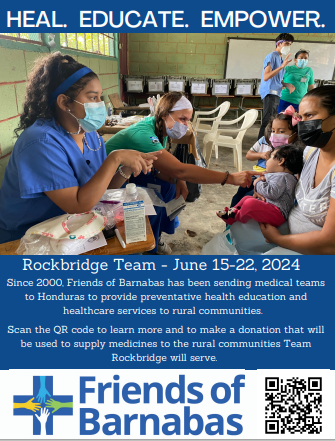 HEAL. EDUCATE. EMPOWER.
Rockbridge Team - June 15-22, 2024
Since 2000, Friends of Barnabas has been sending medical teams
to Honduras to provide preventative health education and
healthcare services to rural communities.
Scan the QR code to learn more and to make a donation that will
be used to supply medicines to the rural communities Team
Rockbridge will serve.
Friends of
Barnabas